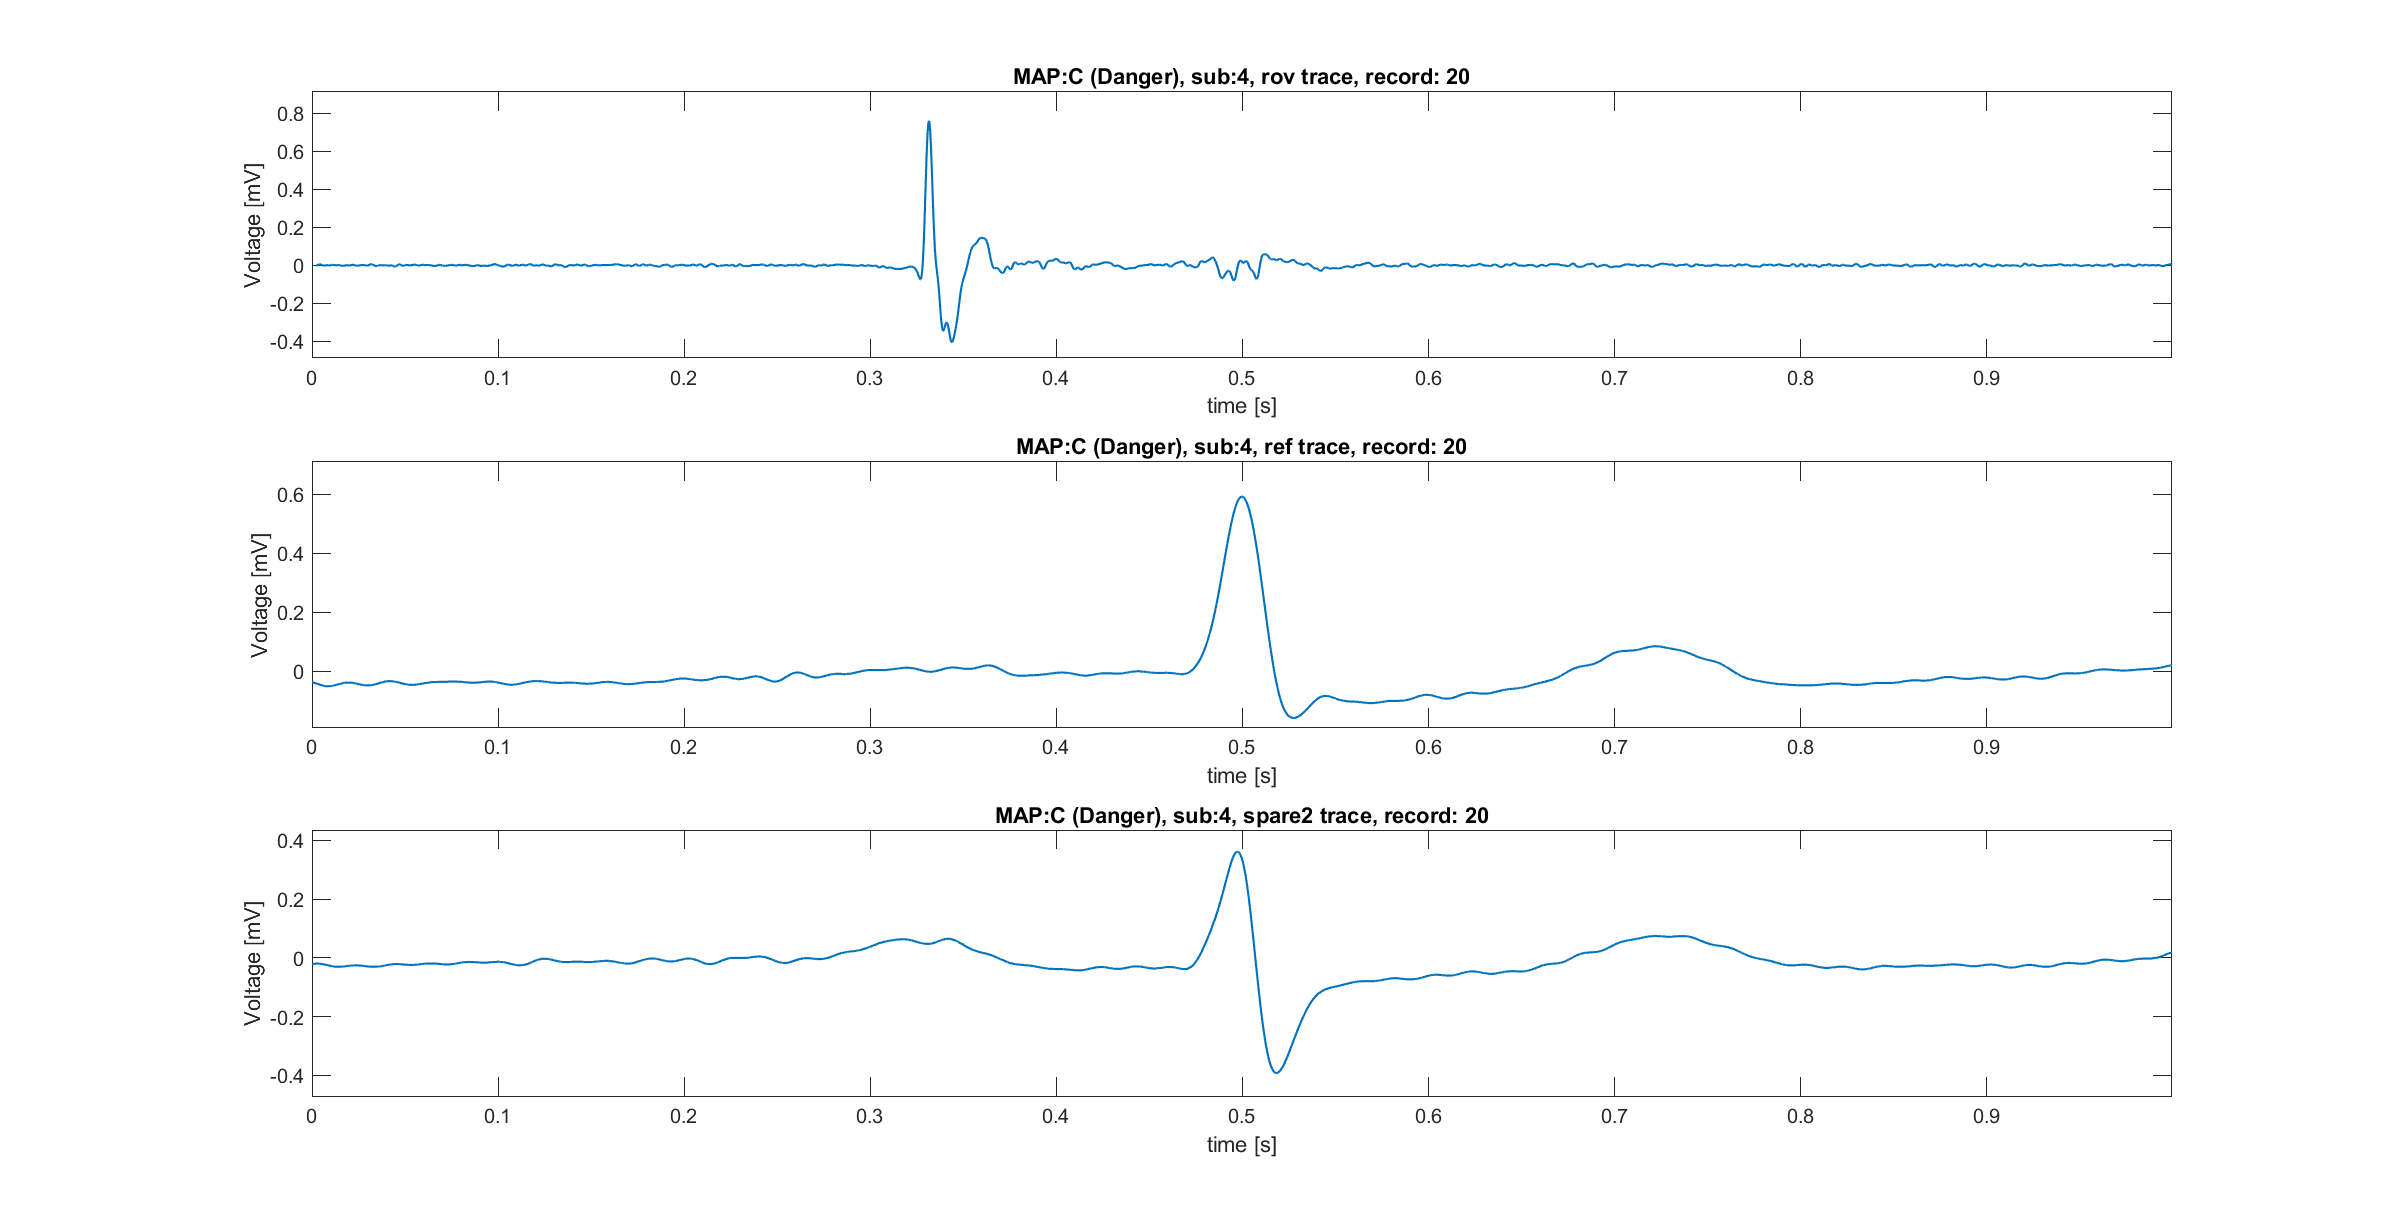 MAP:C (Danger), sub:4, rov trace, record: 20
Voltage [mV]
0.8
0.6
0.4
0.2
0
-0.2
-0.4
0 0.1 0.2 0.3 0.4 0.5 0.6 0.7 0.8 0.9
time [s]
MAP:C (Danger), sub:4, ref trace, record: 20
Voltage [mV]
0.6
0.4
0.2
0
0 0.1 0.2 0.3 0.4 0.5 0.6 0.7 0.8 0.9
time [s]
MAP:C (Danger), sub:4, spare2 trace, record: 20
Voltage [mV]
0.4
0.2
0
-0.2
-0.4
0 0.1 0.2 0.3 0.4 0.5 0.6 0.7 0.8 0.9
time [s]